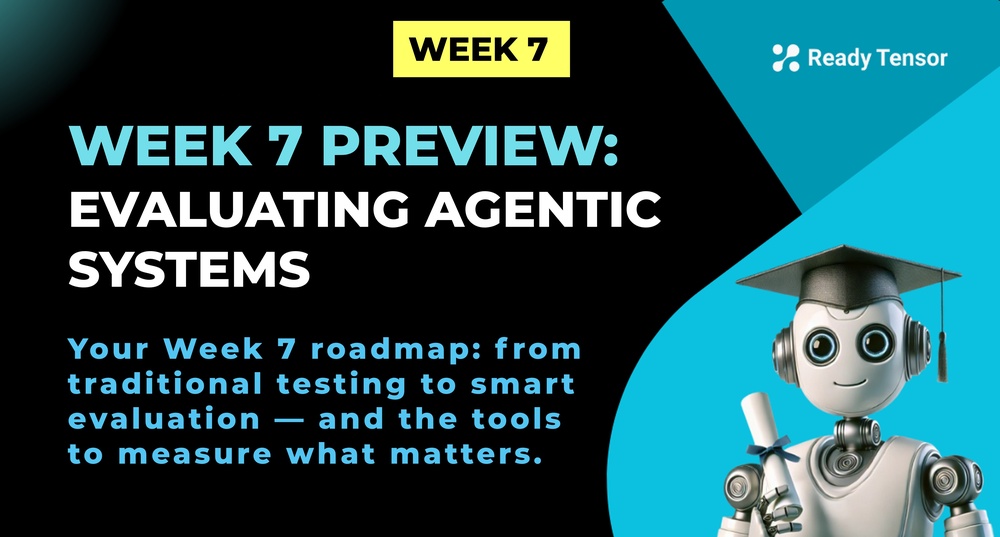 WEEK 7
Ready Tensor
WEEK 7 PREVIEW:
EVALUATING AGENTIC
SYSTEMS
Your Week 7 roadmap: from
traditional testing to smart
evaluation — and the tools
to measure what matters.